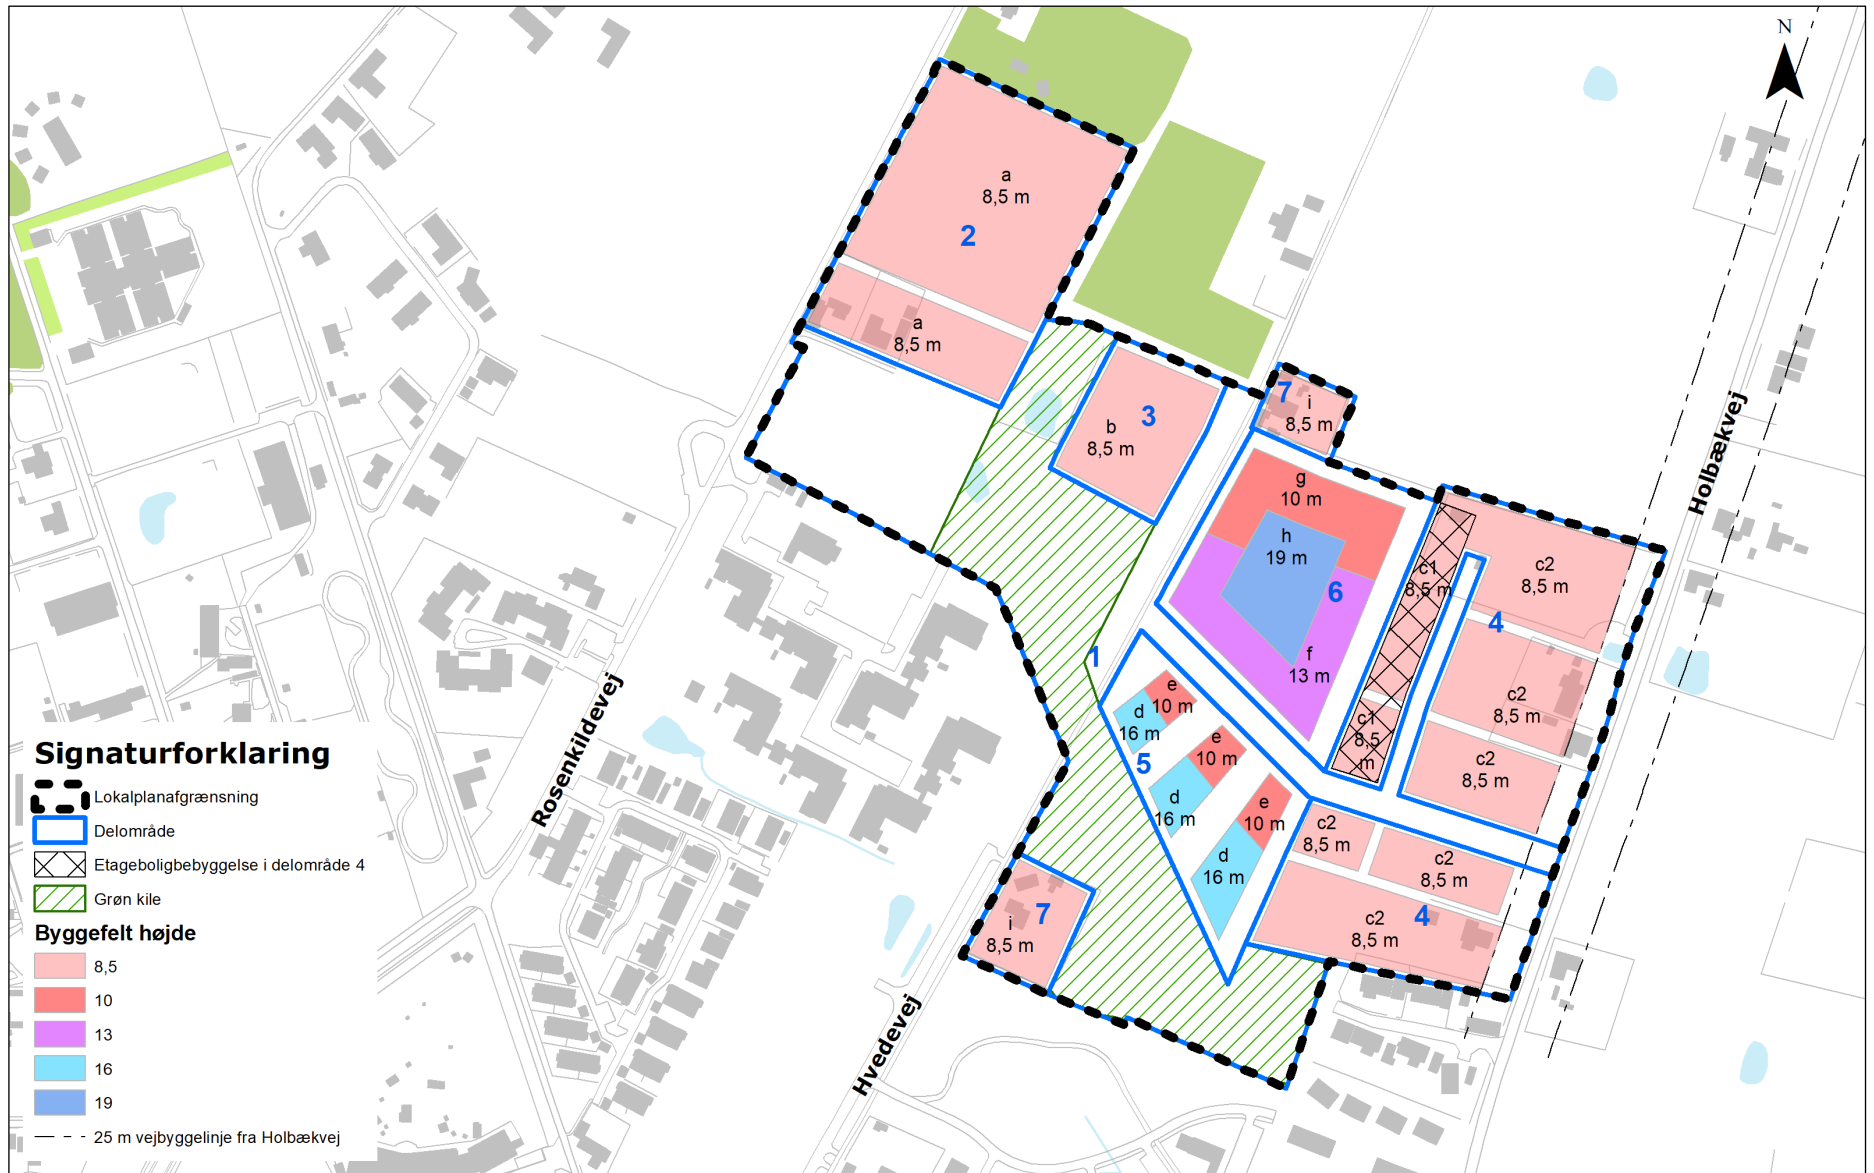 N
a
8,5 m
2
a
8,5 m
7
i
8,5 m
3
b
8,5 m
Holbækvej
g
10 m
h
19 m
6
c1
8,5 m
c2
8,5 m
4
f
13 m
1
c2
8,5 m
e
10 m
d
16 m
c1
8,5
m
e
10 m
5
c2
8,5 m
d
16 m
e
10 m
c2
8,5 m
d
16 m
c2
8,5 m
c2
8,5 m
4
7
i
8,5 m
Rosenkildevej
Hvedevej
Signaturforklaring
Lokalplanafgrænsning
Delområde
Etageboligbebyggelse i delområde 4
Grøn kile
Byggefelt højde
8,5
10
13
16
19
25 m vejbyggelinje fra Holbækvej